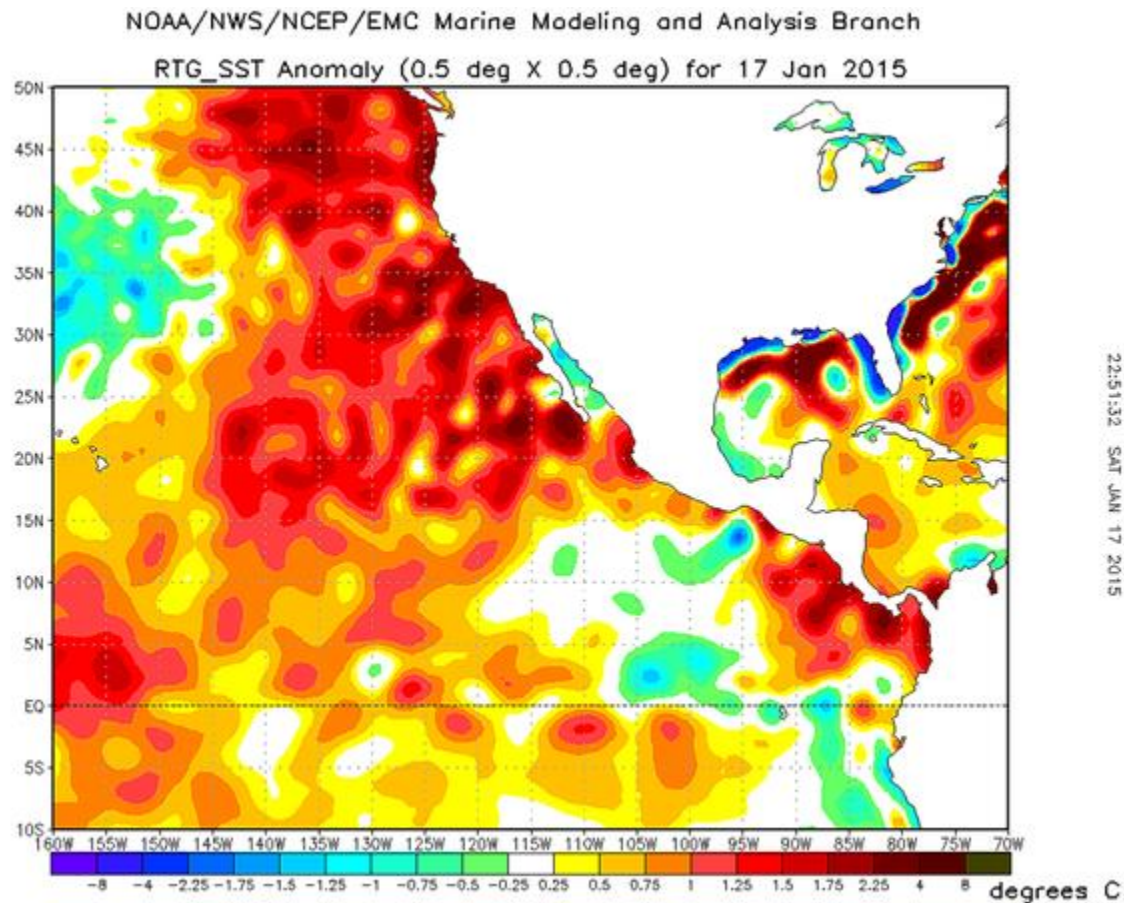 NOAA/NWS/NCEP/EMC Marine Modeling and Analysis Branch
RTG_SST Anomaly (0.5 deg X 0.5 deg) for 17 Jan 2015
50N
45N
40N
35N
30N
25N
20N
15N
10N
5N
EQ
5S
10S
160W 155W 150W 145W 140W 135W 130W 125W 120W 115W 110W 105W 100W 95W 90W 85W 80W 75W 70W
-8 -4 -2.25 -1.75 -1.5 -1.25 -1 -0.75 -0.5 -0.25 0.25 0.5 0.75 1 1.25 1.5 1.75 2.25 4 8
degrees C
22:51:32 SAT JAN 17 2015